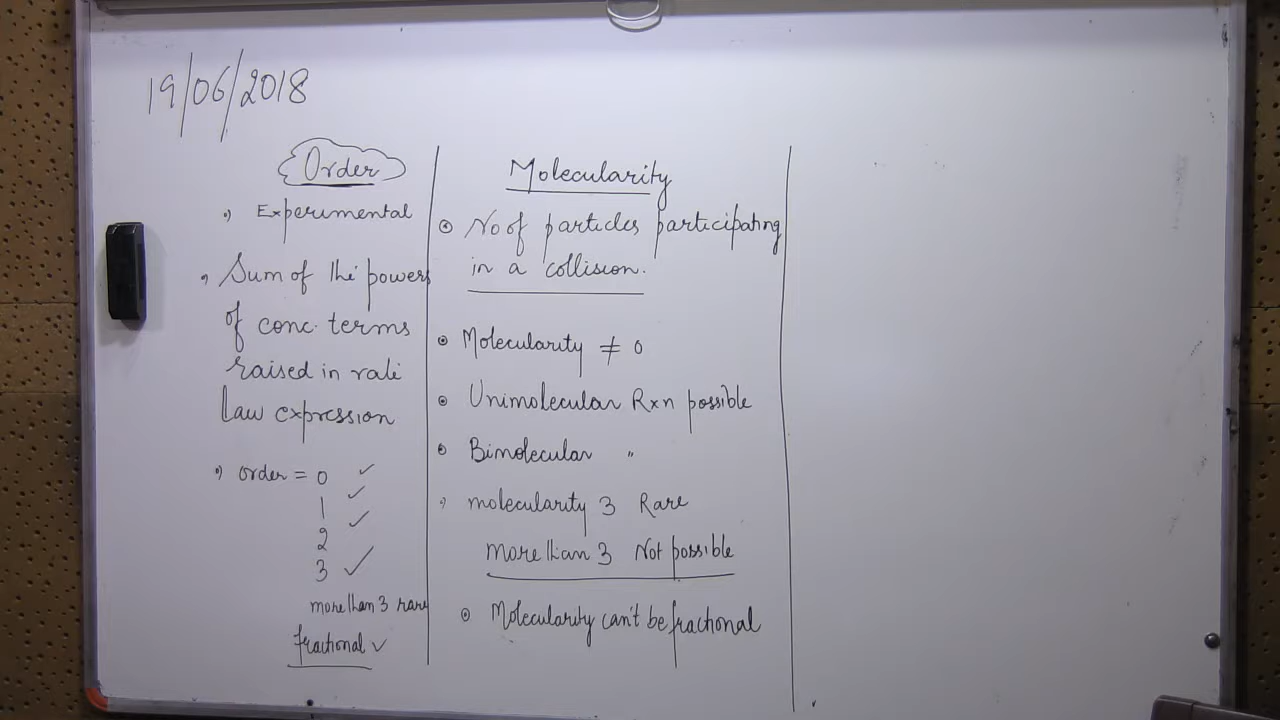 19/06/2018
Order
Experimental
Sum of the powers
of conc. terms
raised in rate
law expression
order = 0 ✓
1 ✓
2 ✓
3 ✓
more than 3 rare
fractional ✓
Molecularity
No of particles participating
in a collision.
Molecularity ≠ 0
Unimolecular Rxn possible
Bimolecular "
molecularity 3 Rare
more than 3 Not possible
Molecularity can't be fractional